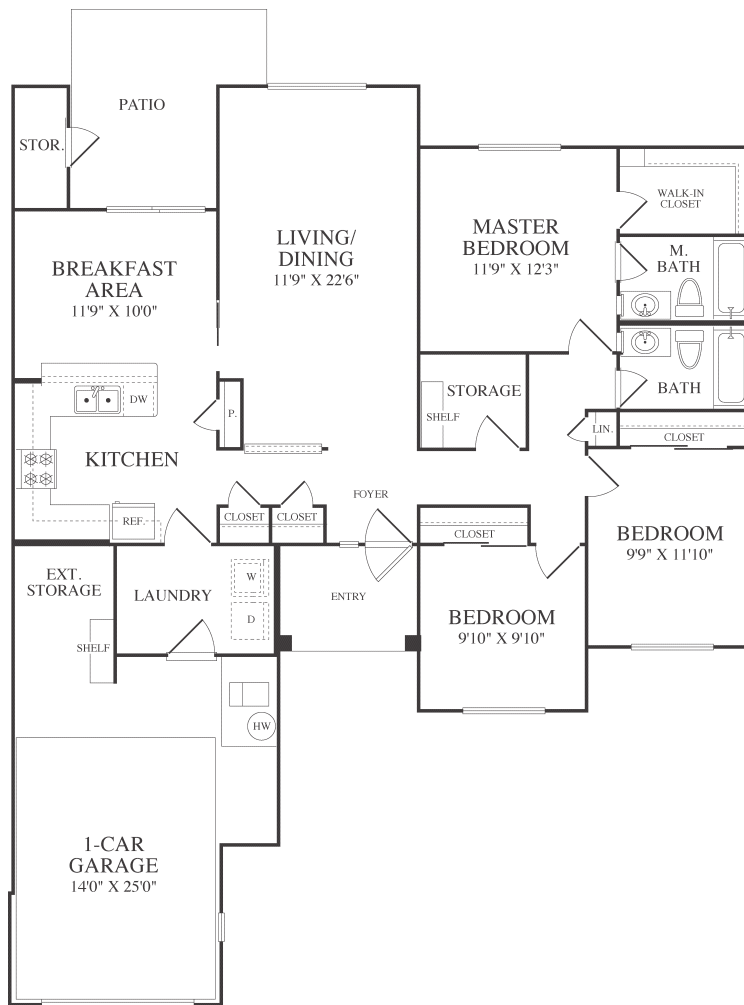 PATIO
STOR.
LIVING/
DINING
11'9" X 22'6"
MASTER
BEDROOM
11'9" X 12'3"
WALK-IN
CLOSET
M.
BATH
BREAKFAST
AREA
11'9" X 10'0"
BATH
DW
P.
STORAGE
SHELF
LIN.
CLOSET
KITCHEN
REF.
CLOSET
CLOSET
FOYER
CLOSET
BEDROOM
9'9" X 11'10"
EXT.
STORAGE
LAUNDRY
W
D
ENTRY
BEDROOM
9'10" X 9'10"
SHELF
HW
1-CAR
GARAGE
14'0" X 25'0"